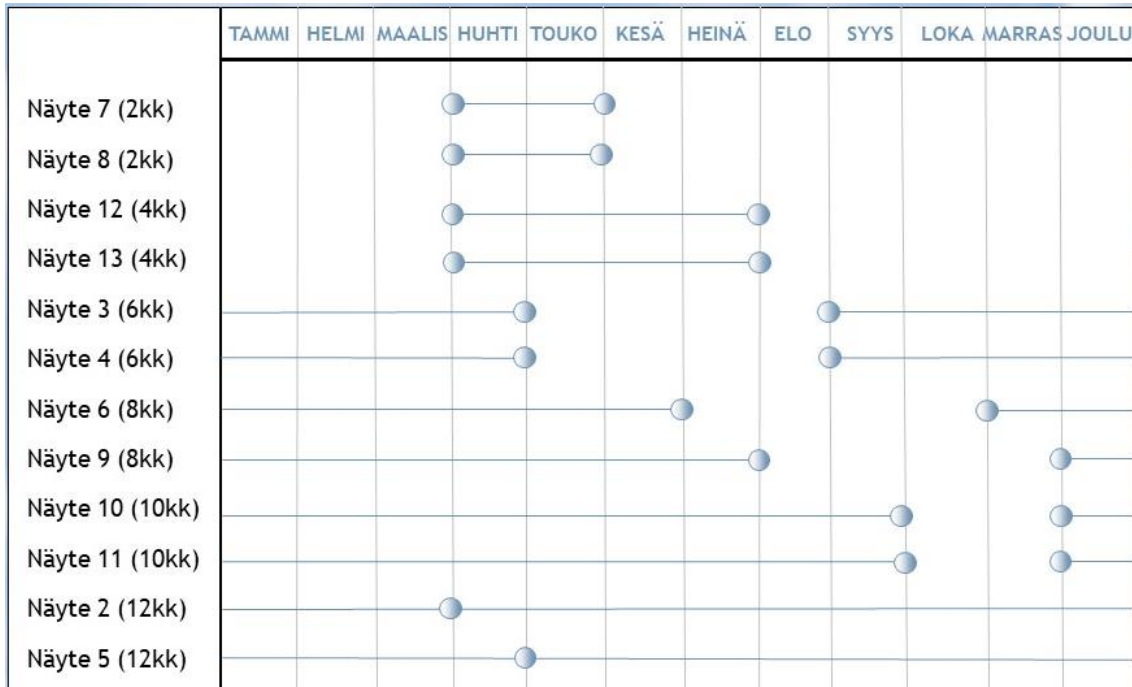 TAMMI HELMI MAALIS HUHTI TOUKO KESÄ HEINÄ ELO SYYS LOKA MARRAS JOULU
Näyte 7 (2kk)
Näyte 8 (2kk)
Näyte 12 (4kk)
Näyte 13 (4kk)
Näyte 3 (6kk)
Näyte 4 (6kk)
Näyte 6 (8kk)
Näyte 9 (8kk)
Näyte 10 (10kk)
Näyte 11 (10kk)
Näyte 2 (12kk)
Näyte 5 (12kk)